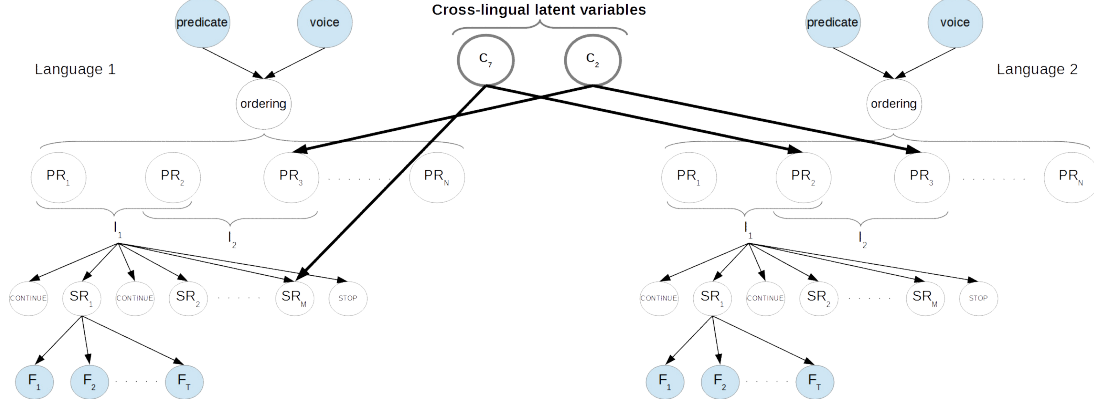 Cross-lingual latent variables
predicate voice predicate voice
C7 C2
Language 1 Language 2
ordering ordering
PR1 PR2 PR3 . . . . . . . PRN PR1 PR2 PR3 . . . . . . . PRN
I1 I2 I1 I2
CONTINUE SR1 CONTINUE SR2 . . . . . SRM STOP CONTINUE SR1 CONTINUE SR2 . . . . . SRM STOP
F1 F2 . . . . . FT F1 F2 . . . . . FT